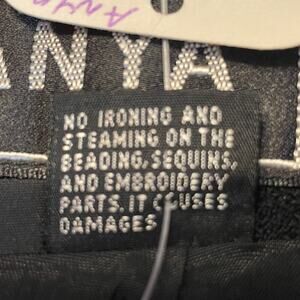 ANYA
NO IRONING AND
STEAMING ON THE
BEADING, SEQUINS,
AND EMBROIDERY
PARTS. IT CAUSES
DAMAGES